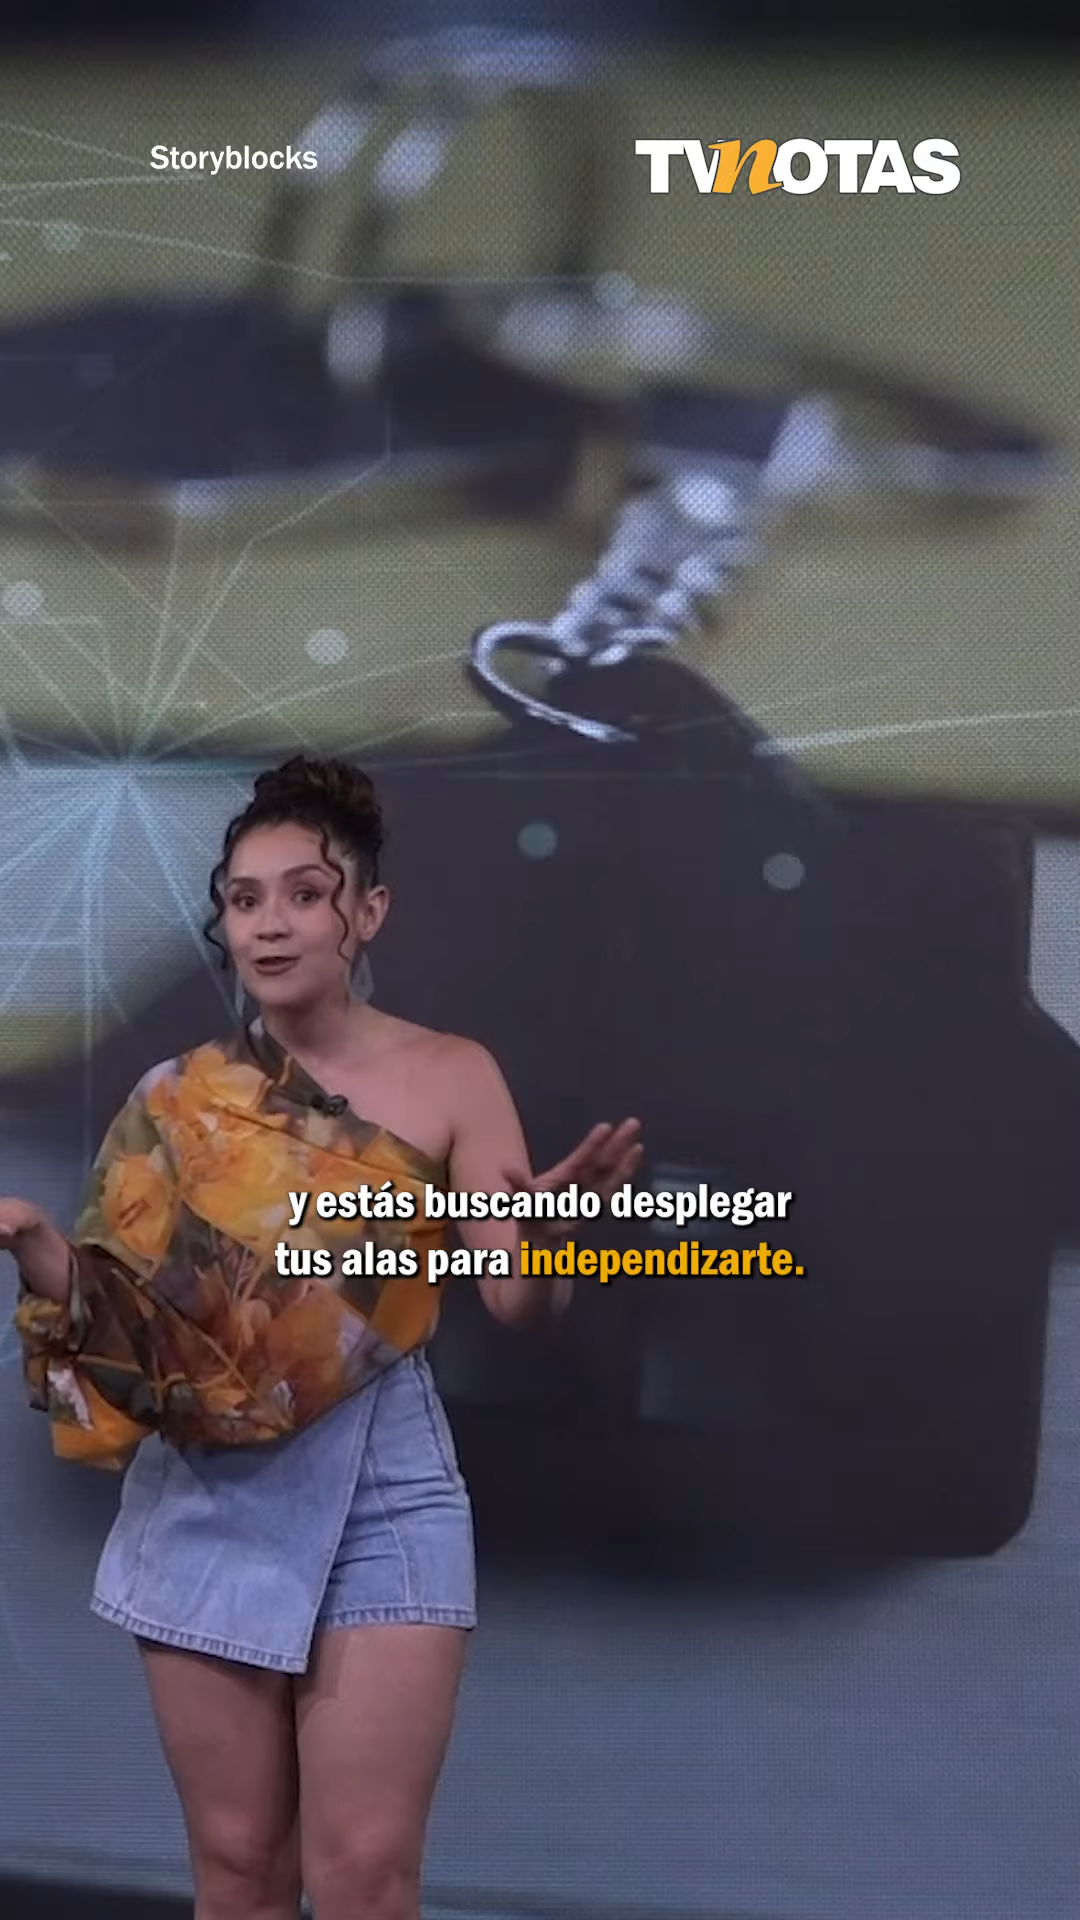 Storyblocks
TVnOTAS
y estás buscando desplegar
tus alas para independizarte.